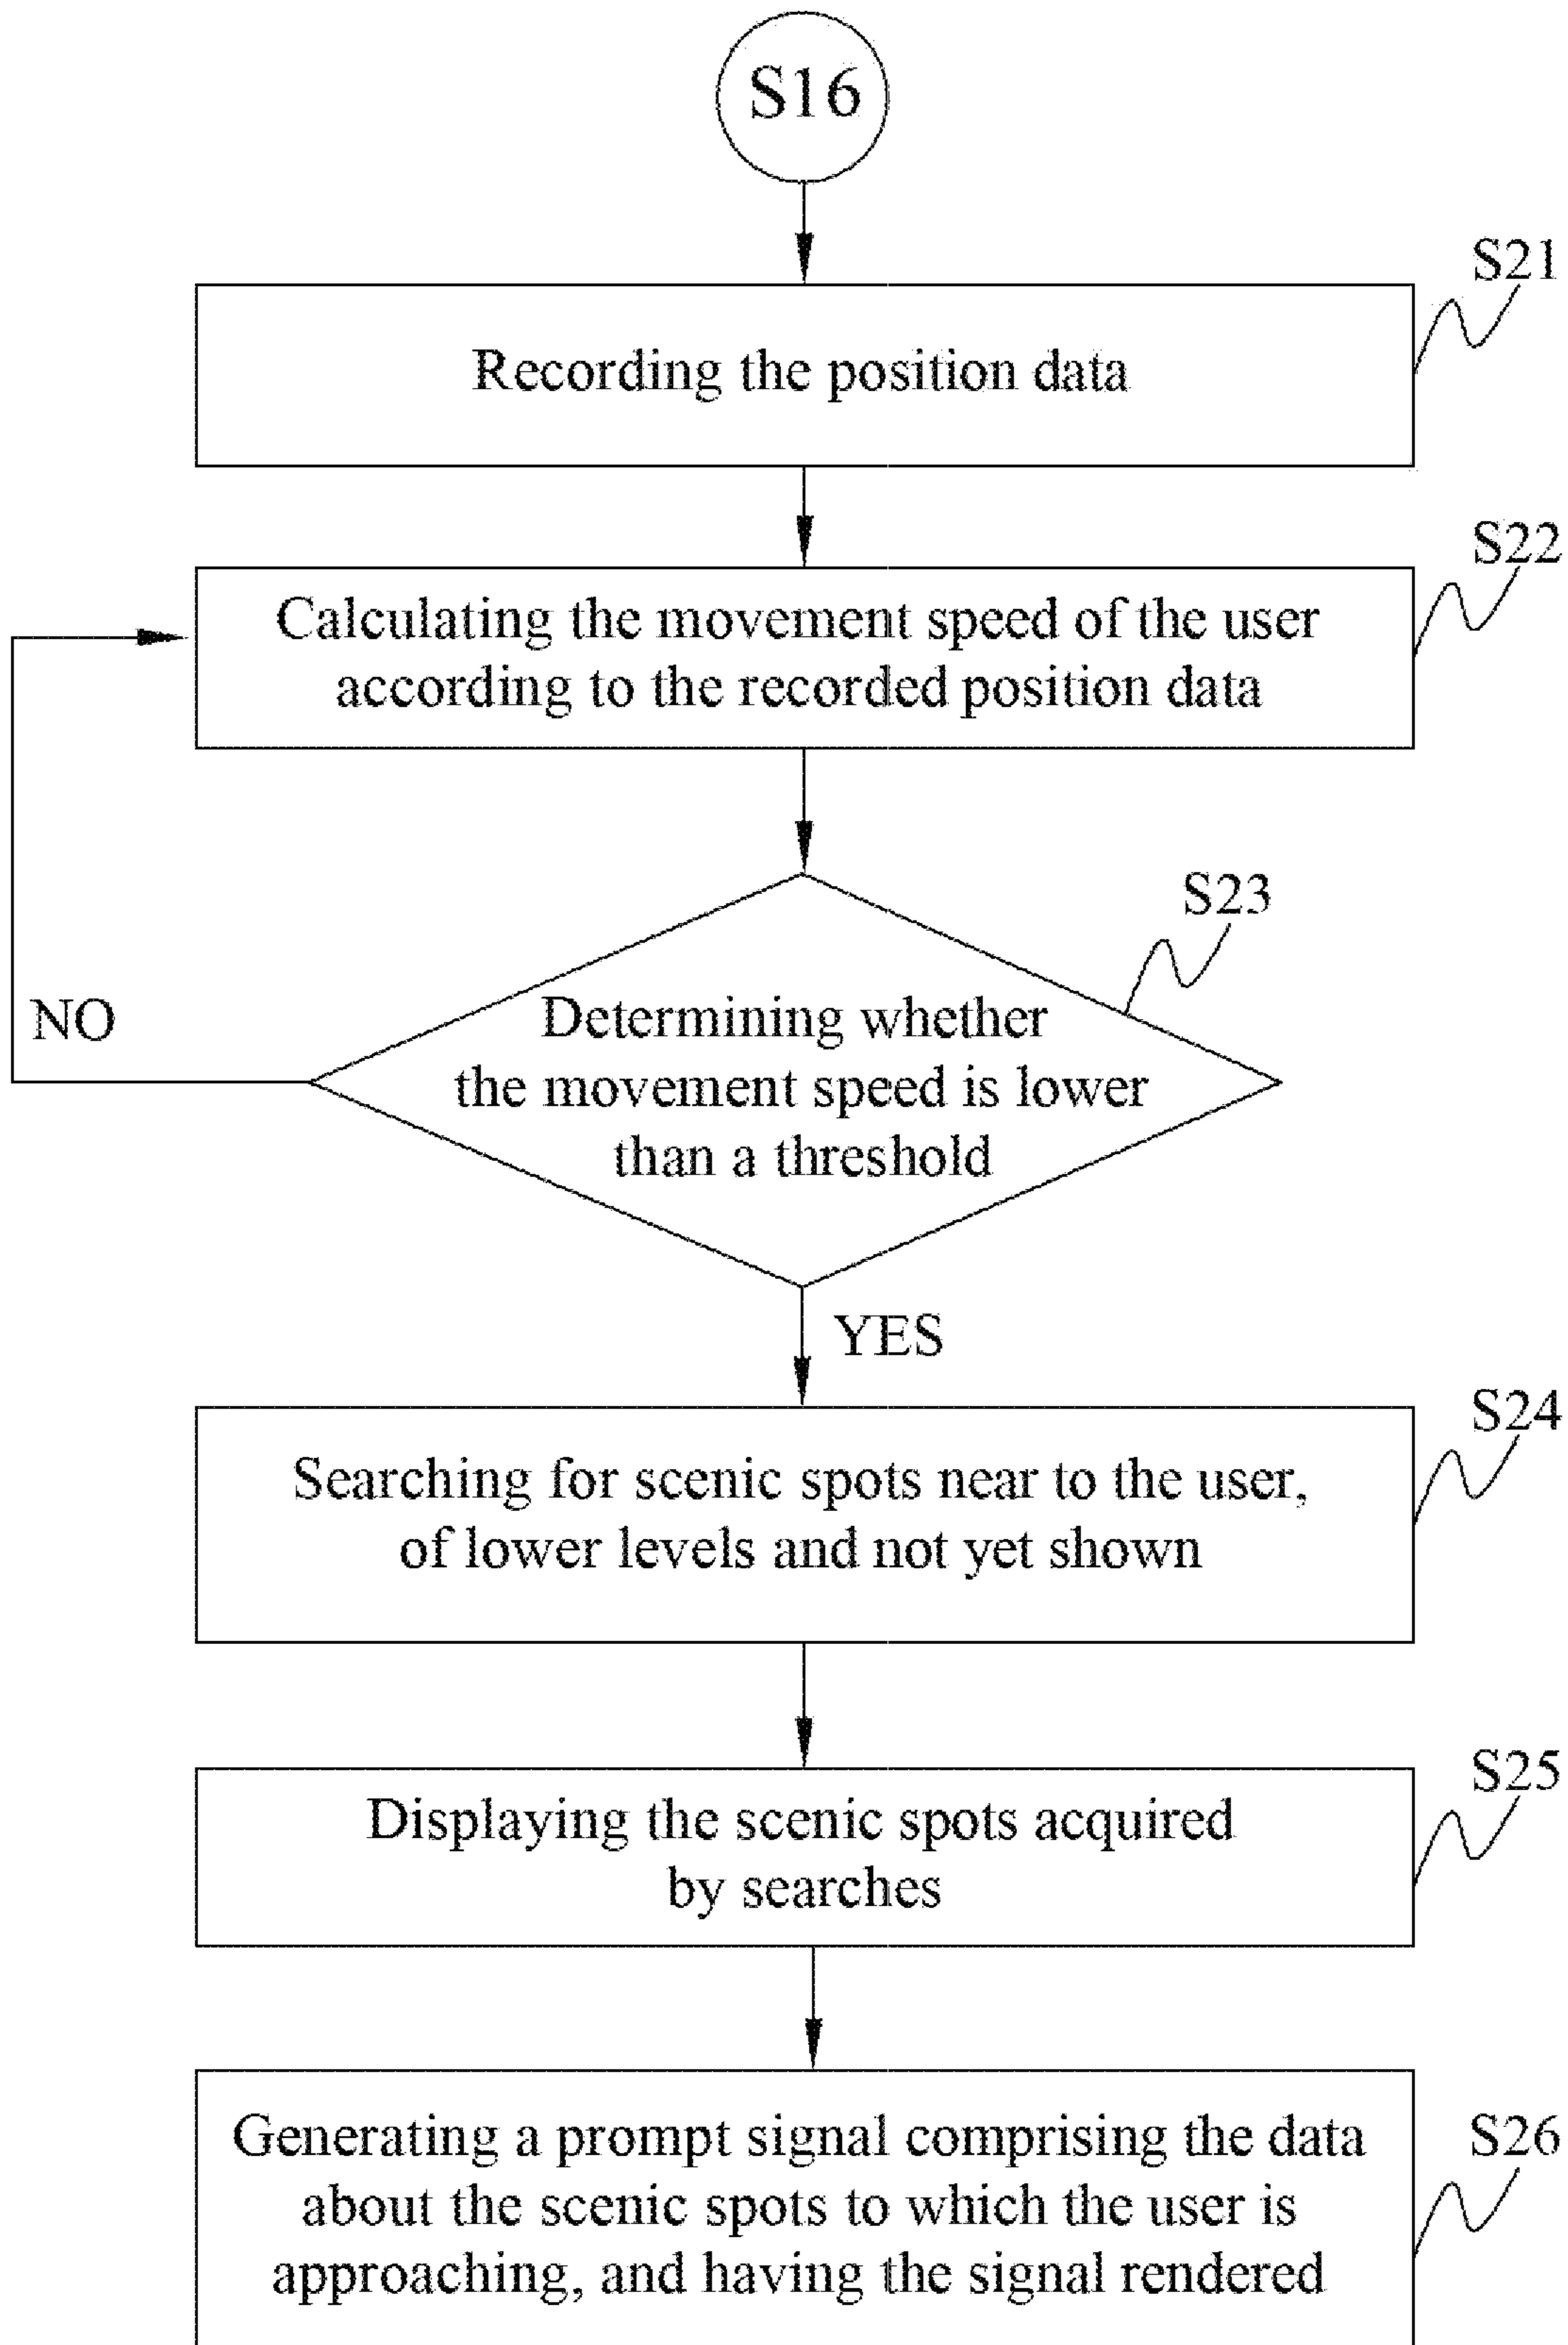 S16
S21
Recording the position data
S22
Calculating the movement speed of the user
according to the recorded position data
S23
NO
Determining whether
the movement speed is lower
than a threshold
YES
S24
Searching for scenic spots near to the user,
of lower levels and not yet shown
S25
Displaying the scenic spots acquired
by searches
S26
Generating a prompt signal comprising the data
about the scenic spots to which the user is
approaching, and having the signal rendered